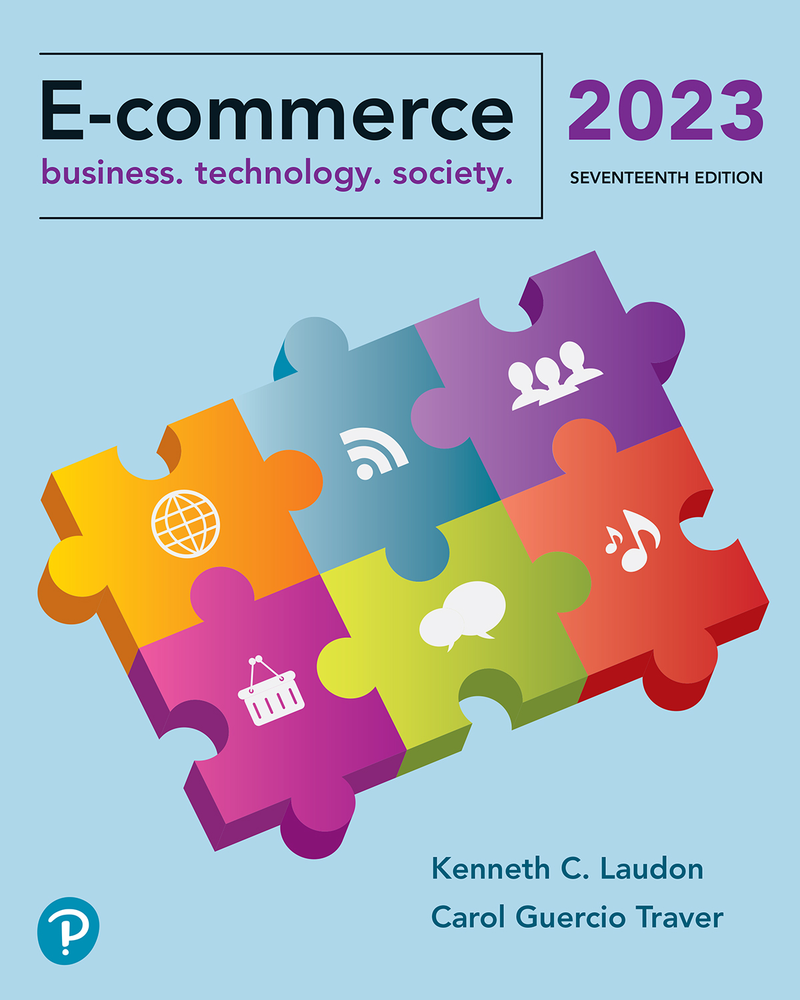 E-commerce
business. technology. society.
2023
SEVENTEENTH EDITION
Kenneth C. Laudon
Carol Guercio Traver
P